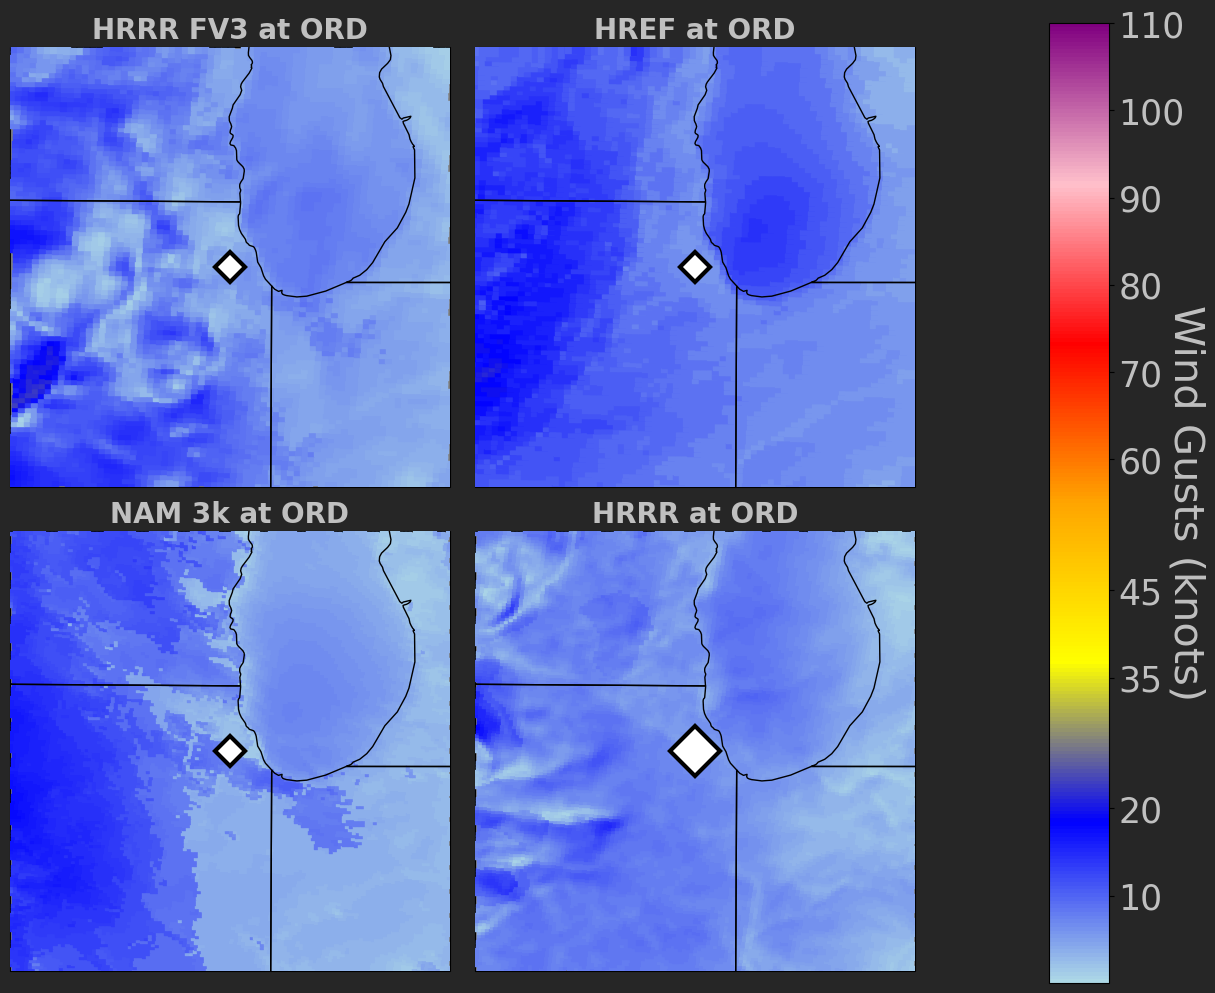 HRRR FV3 at ORD
HREF at ORD
NAM 3k at ORD
HRRR at ORD
110
100
90
80
70
60
45
35
20
10
Wind Gusts (knots)